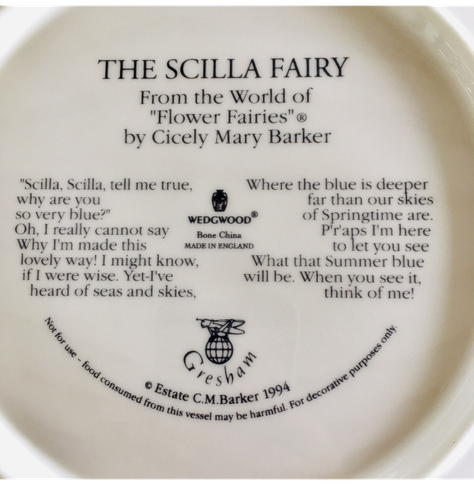 THE SCILLA FAIRY
From the World of
"Flower Fairies"®
by Cicely Mary Barker
"Scilla, Scilla, tell me true,
why are you
so very blue?"
Oh, I really cannot say
Why I'm made this
lovely way! I might know,
if I were wise. Yet-I've
heard of seas and skies,
WEDGWOOD®
Bone China
MADE IN ENGLAND
Where the blue is deeper
far than our skies
of Springtime are.
P'r'aps I'm here
to let you see
What that Summer blue
will be. When you see it,
think of me!
Gresham
© Estate C.M.Barker 1994
Not for use - food consumed from this vessel may be harmful. For decorative purposes only.